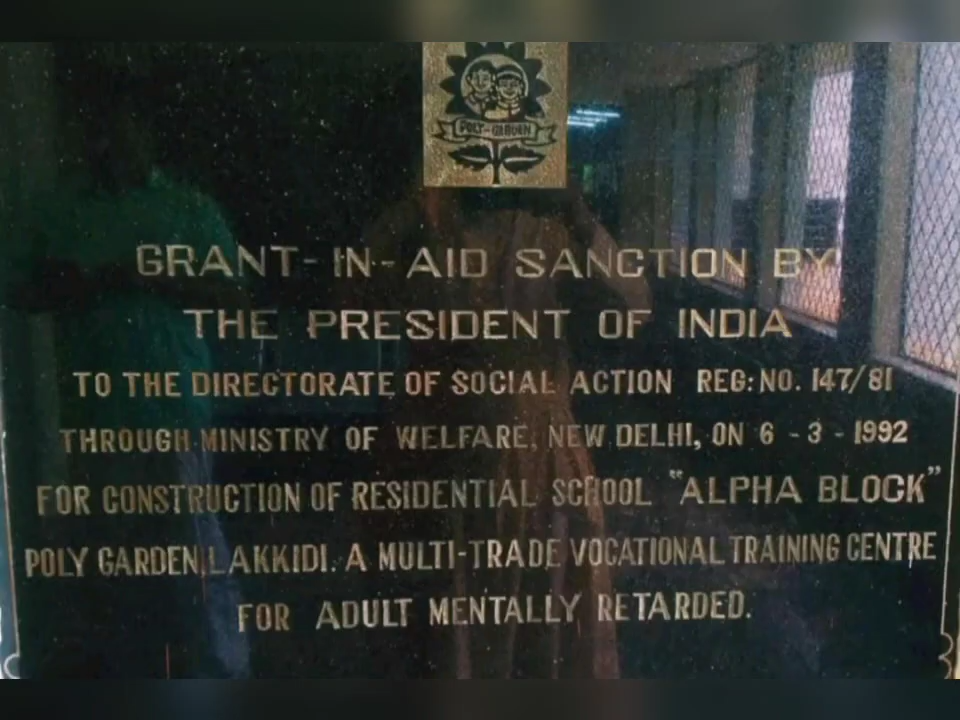 POLY-GARDEN
GRANT-IN-AID SANCTION BY
THE PRESIDENT OF INDIA
TO THE DIRECTORATE OF SOCIAL ACTION REG: NO. 147/81
THROUGH MINISTRY OF WELFARE, NEW DELHI, ON 6-3-1992
FOR CONSTRUCTION OF RESIDENTIAL SCHOOL "ALPHA BLOCK"
POLY GARDEN, LAKKIDI. A MULTI-TRADE VOCATIONAL TRAINING CENTRE
FOR ADULT MENTALLY RETARDED.